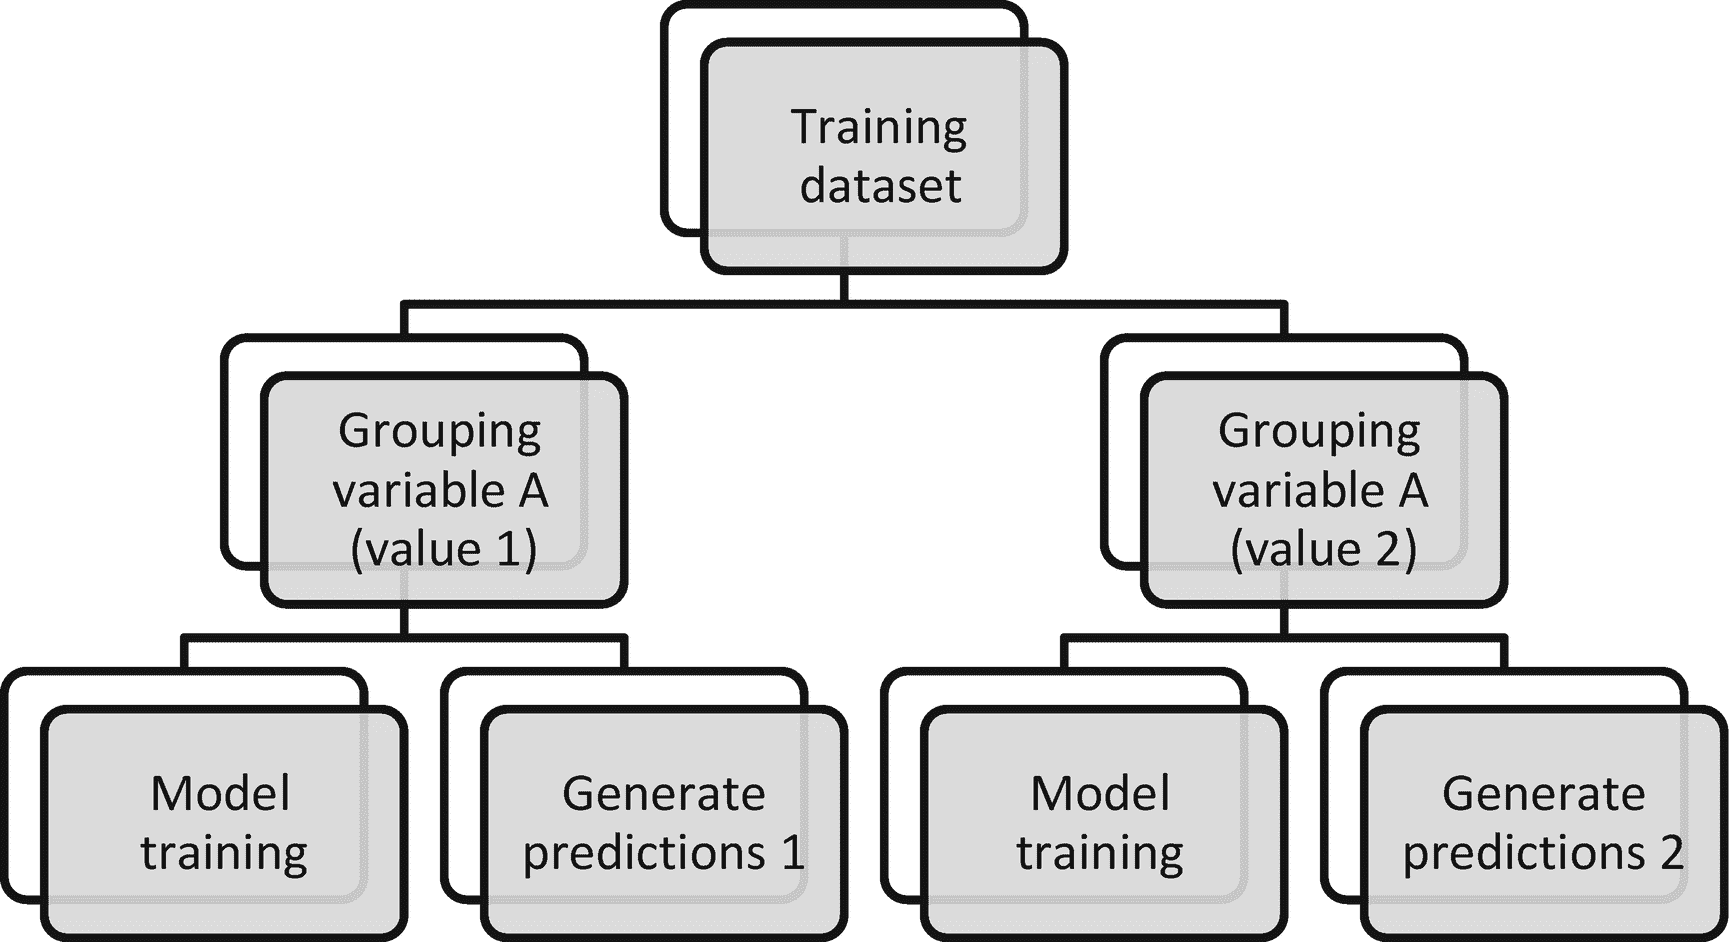 Training
dataset
Grouping
variable A
(value 1)
Grouping
variable A
(value 2)
Model
training
Generate
predictions 1
Model
training
Generate
predictions 2